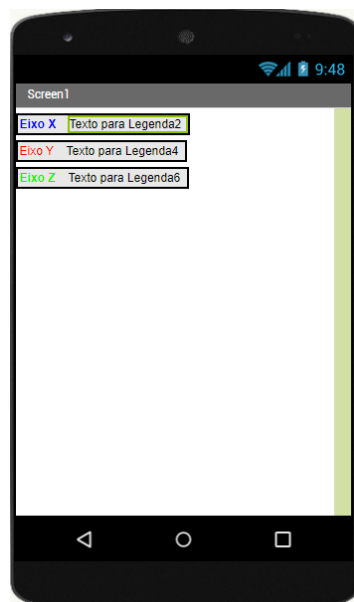 9:48
Screen1
Eixo X Texto para Legenda2
Eixo Y Texto para Legenda4
Eixo Z Texto para Legenda6